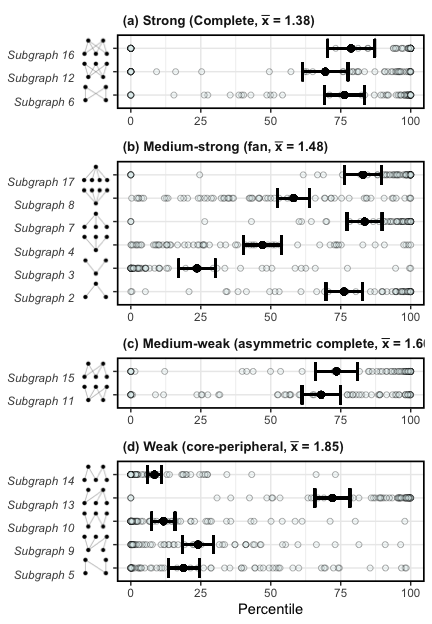 (a) Strong (Complete, x̅ = 1.38)
Subgraph 16
Subgraph 12
Subgraph 6
0 25 50 75 100
(b) Medium-strong (fan, x̅ = 1.48)
Subgraph 17
Subgraph 8
Subgraph 7
Subgraph 4
Subgraph 3
Subgraph 2
0 25 50 75 100
(c) Medium-weak (asymmetric complete, x̅ = 1.6
Subgraph 15
Subgraph 11
0 25 50 75 100
(d) Weak (core-peripheral, x̅ = 1.85)
Subgraph 14
Subgraph 13
Subgraph 10
Subgraph 9
Subgraph 5
0 25 50 75 100
Percentile